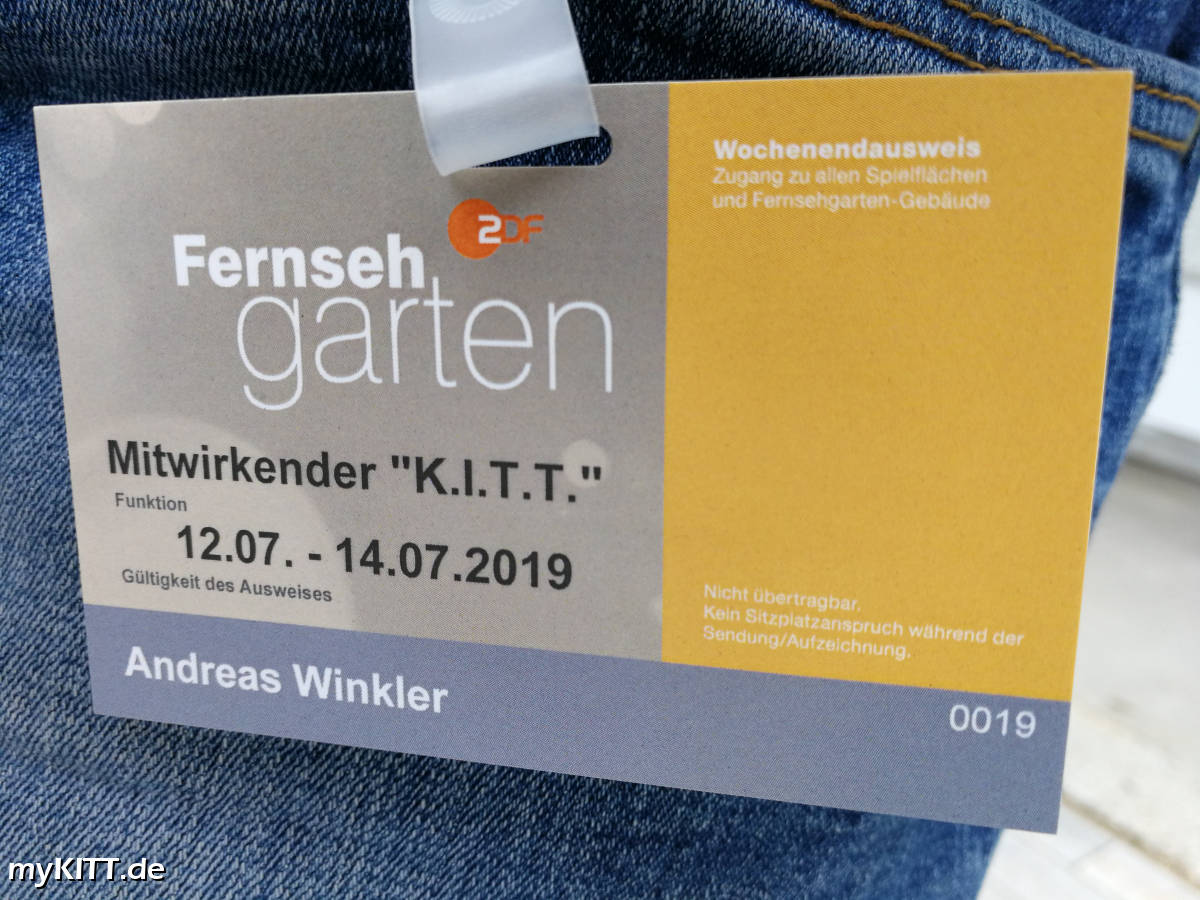 Wochenendausweis
Zugang zu allen Spielflächen
und Fernsehgarten-Gebäude
2DF
Fernseh
garten
Mitwirkender "K.I.T.T."
Funktion
12.07. - 14.07.2019
Gültigkeit des Ausweises
Nicht übertragbar.
Kein Sitzplatzanspruch während der
Sendung/Aufzeichnung.
Andreas Winkler
0019
myKITT.de